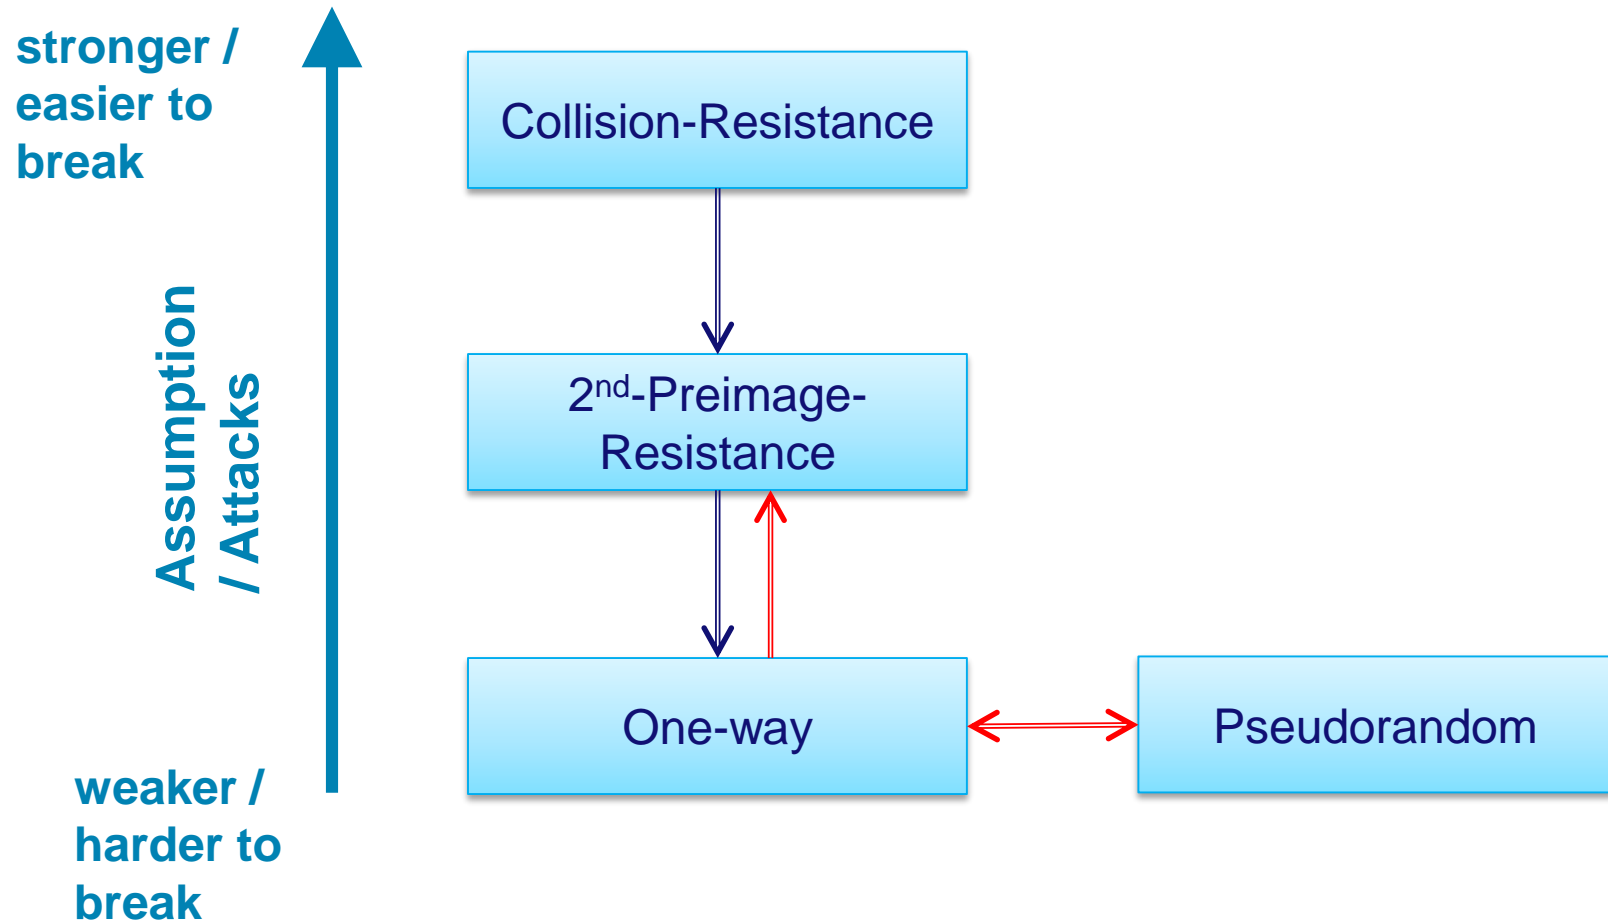 stronger /
easier to
break
Collision-Resistance
Assumption
/ Attacks
2nd-Preimage-
Resistance
One-way
Pseudorandom
weaker /
harder to
break